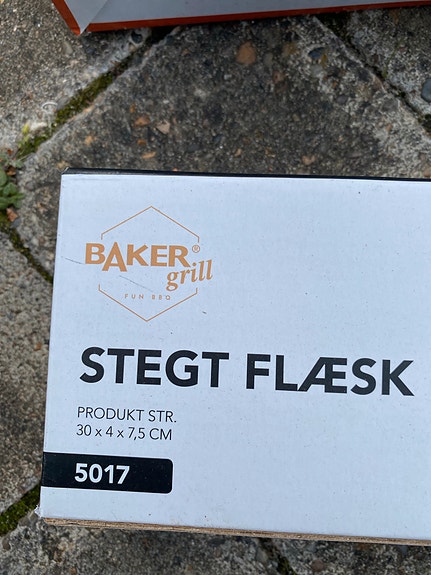 BAKER®
grill
FUN BBQ
STEGT FLÆSK
PRODUKT STR.
30 x 4 x 7,5 CM
5017